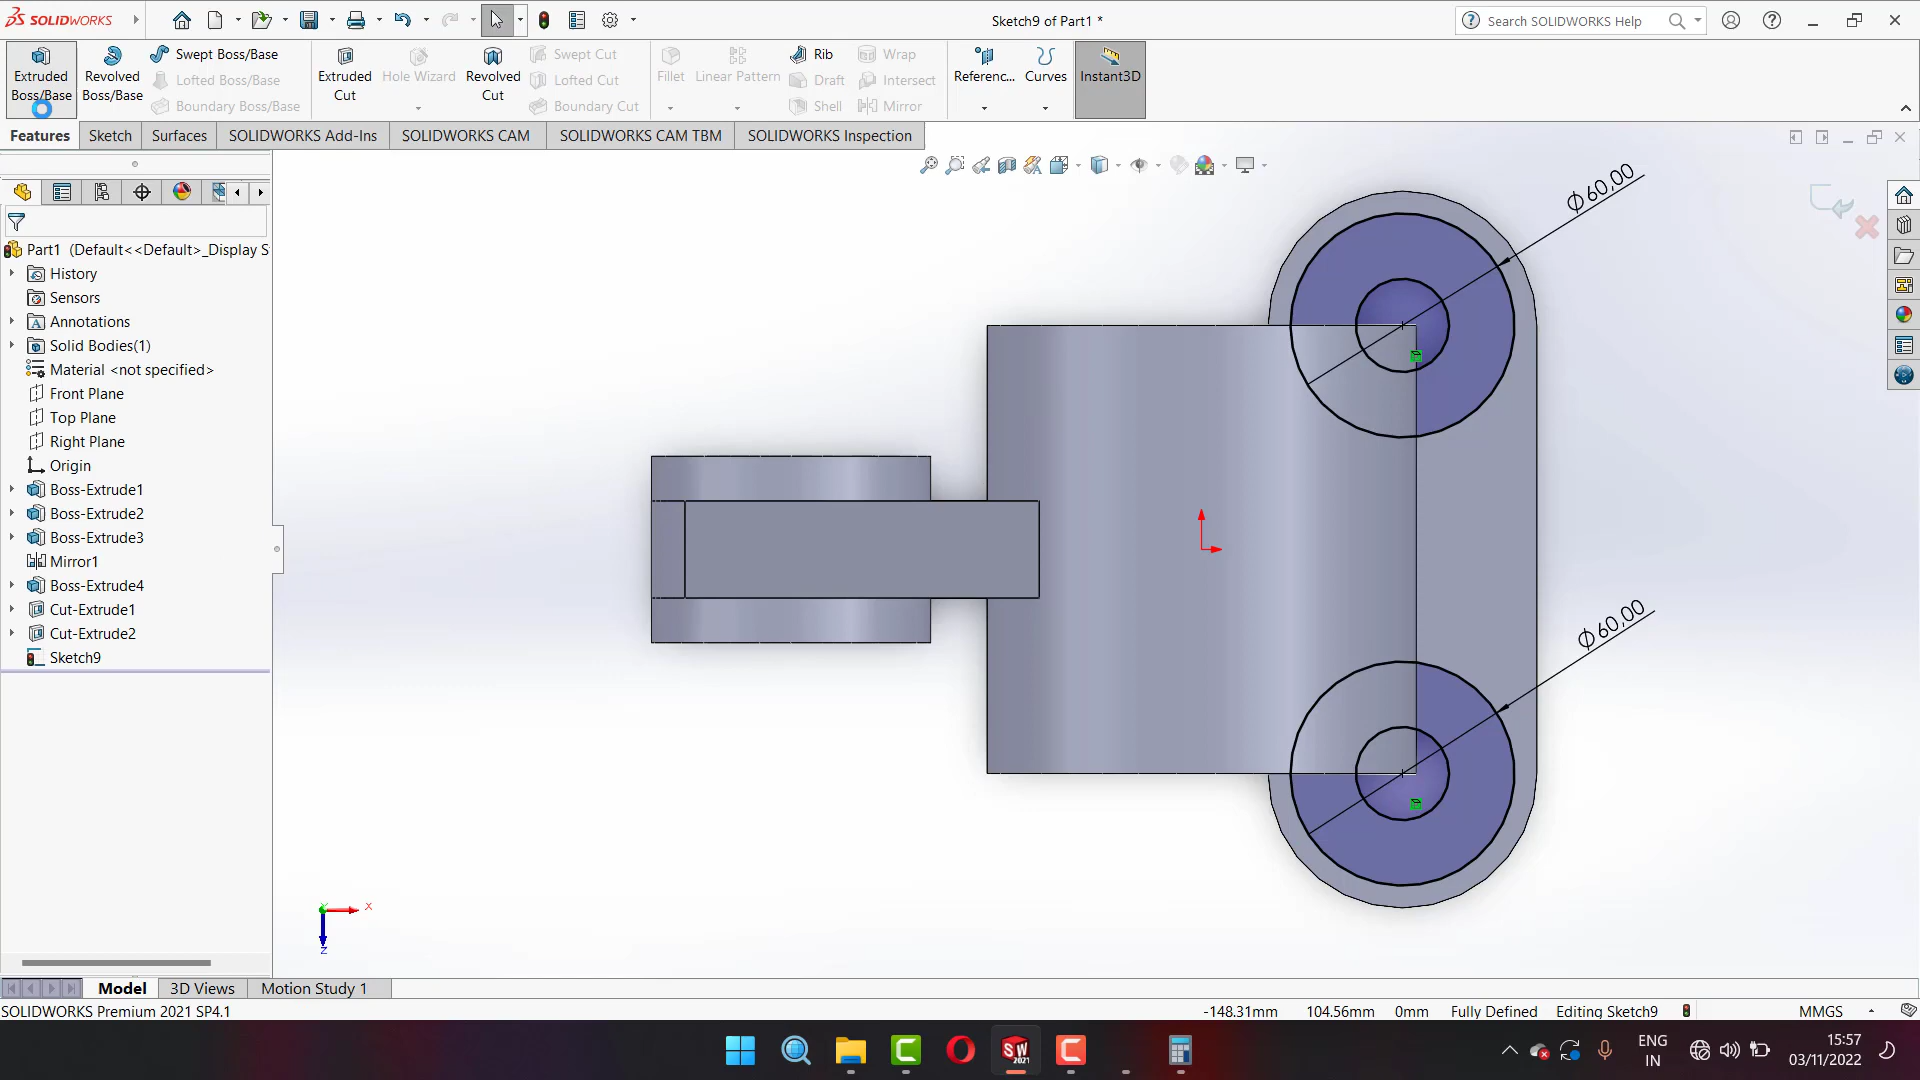 SOLIDWORKS
Sketch9 of Part1 *
Search SOLIDWORKS Help
Extruded Boss/Base
Revolved Boss/Base
Swept Boss/Base
Lofted Boss/Base
Boundary Boss/Base
Extruded Cut
Hole Wizard
Revolved Cut
Swept Cut
Lofted Cut
Boundary Cut
Fillet
Linear Pattern
Rib
Draft
Shell
Wrap
Intersect
Mirror
Referenc...
Curves
Instant3D
Features
Sketch
Surfaces
SOLIDWORKS Add-Ins
SOLIDWORKS CAM
SOLIDWORKS CAM TBM
SOLIDWORKS Inspection
Part1 (Default<<Default>_Display S
History
Sensors
Annotations
Solid Bodies(1)
Material <not specified>
Front Plane
Top Plane
Right Plane
Origin
Boss-Extrude1
Boss-Extrude2
Boss-Extrude3
Mirror1
Boss-Extrude4
Cut-Extrude1
Cut-Extrude2
Sketch9
Φ60,00
Φ60,00
X
Y
Z
Model
3D Views
Motion Study 1
SOLIDWORKS Premium 2021 SP4.1
-148.31mm
104.56mm
0mm
Fully Defined
Editing Sketch9
MMGS
SW
2021
ENG
IN
15:57
03/11/2022